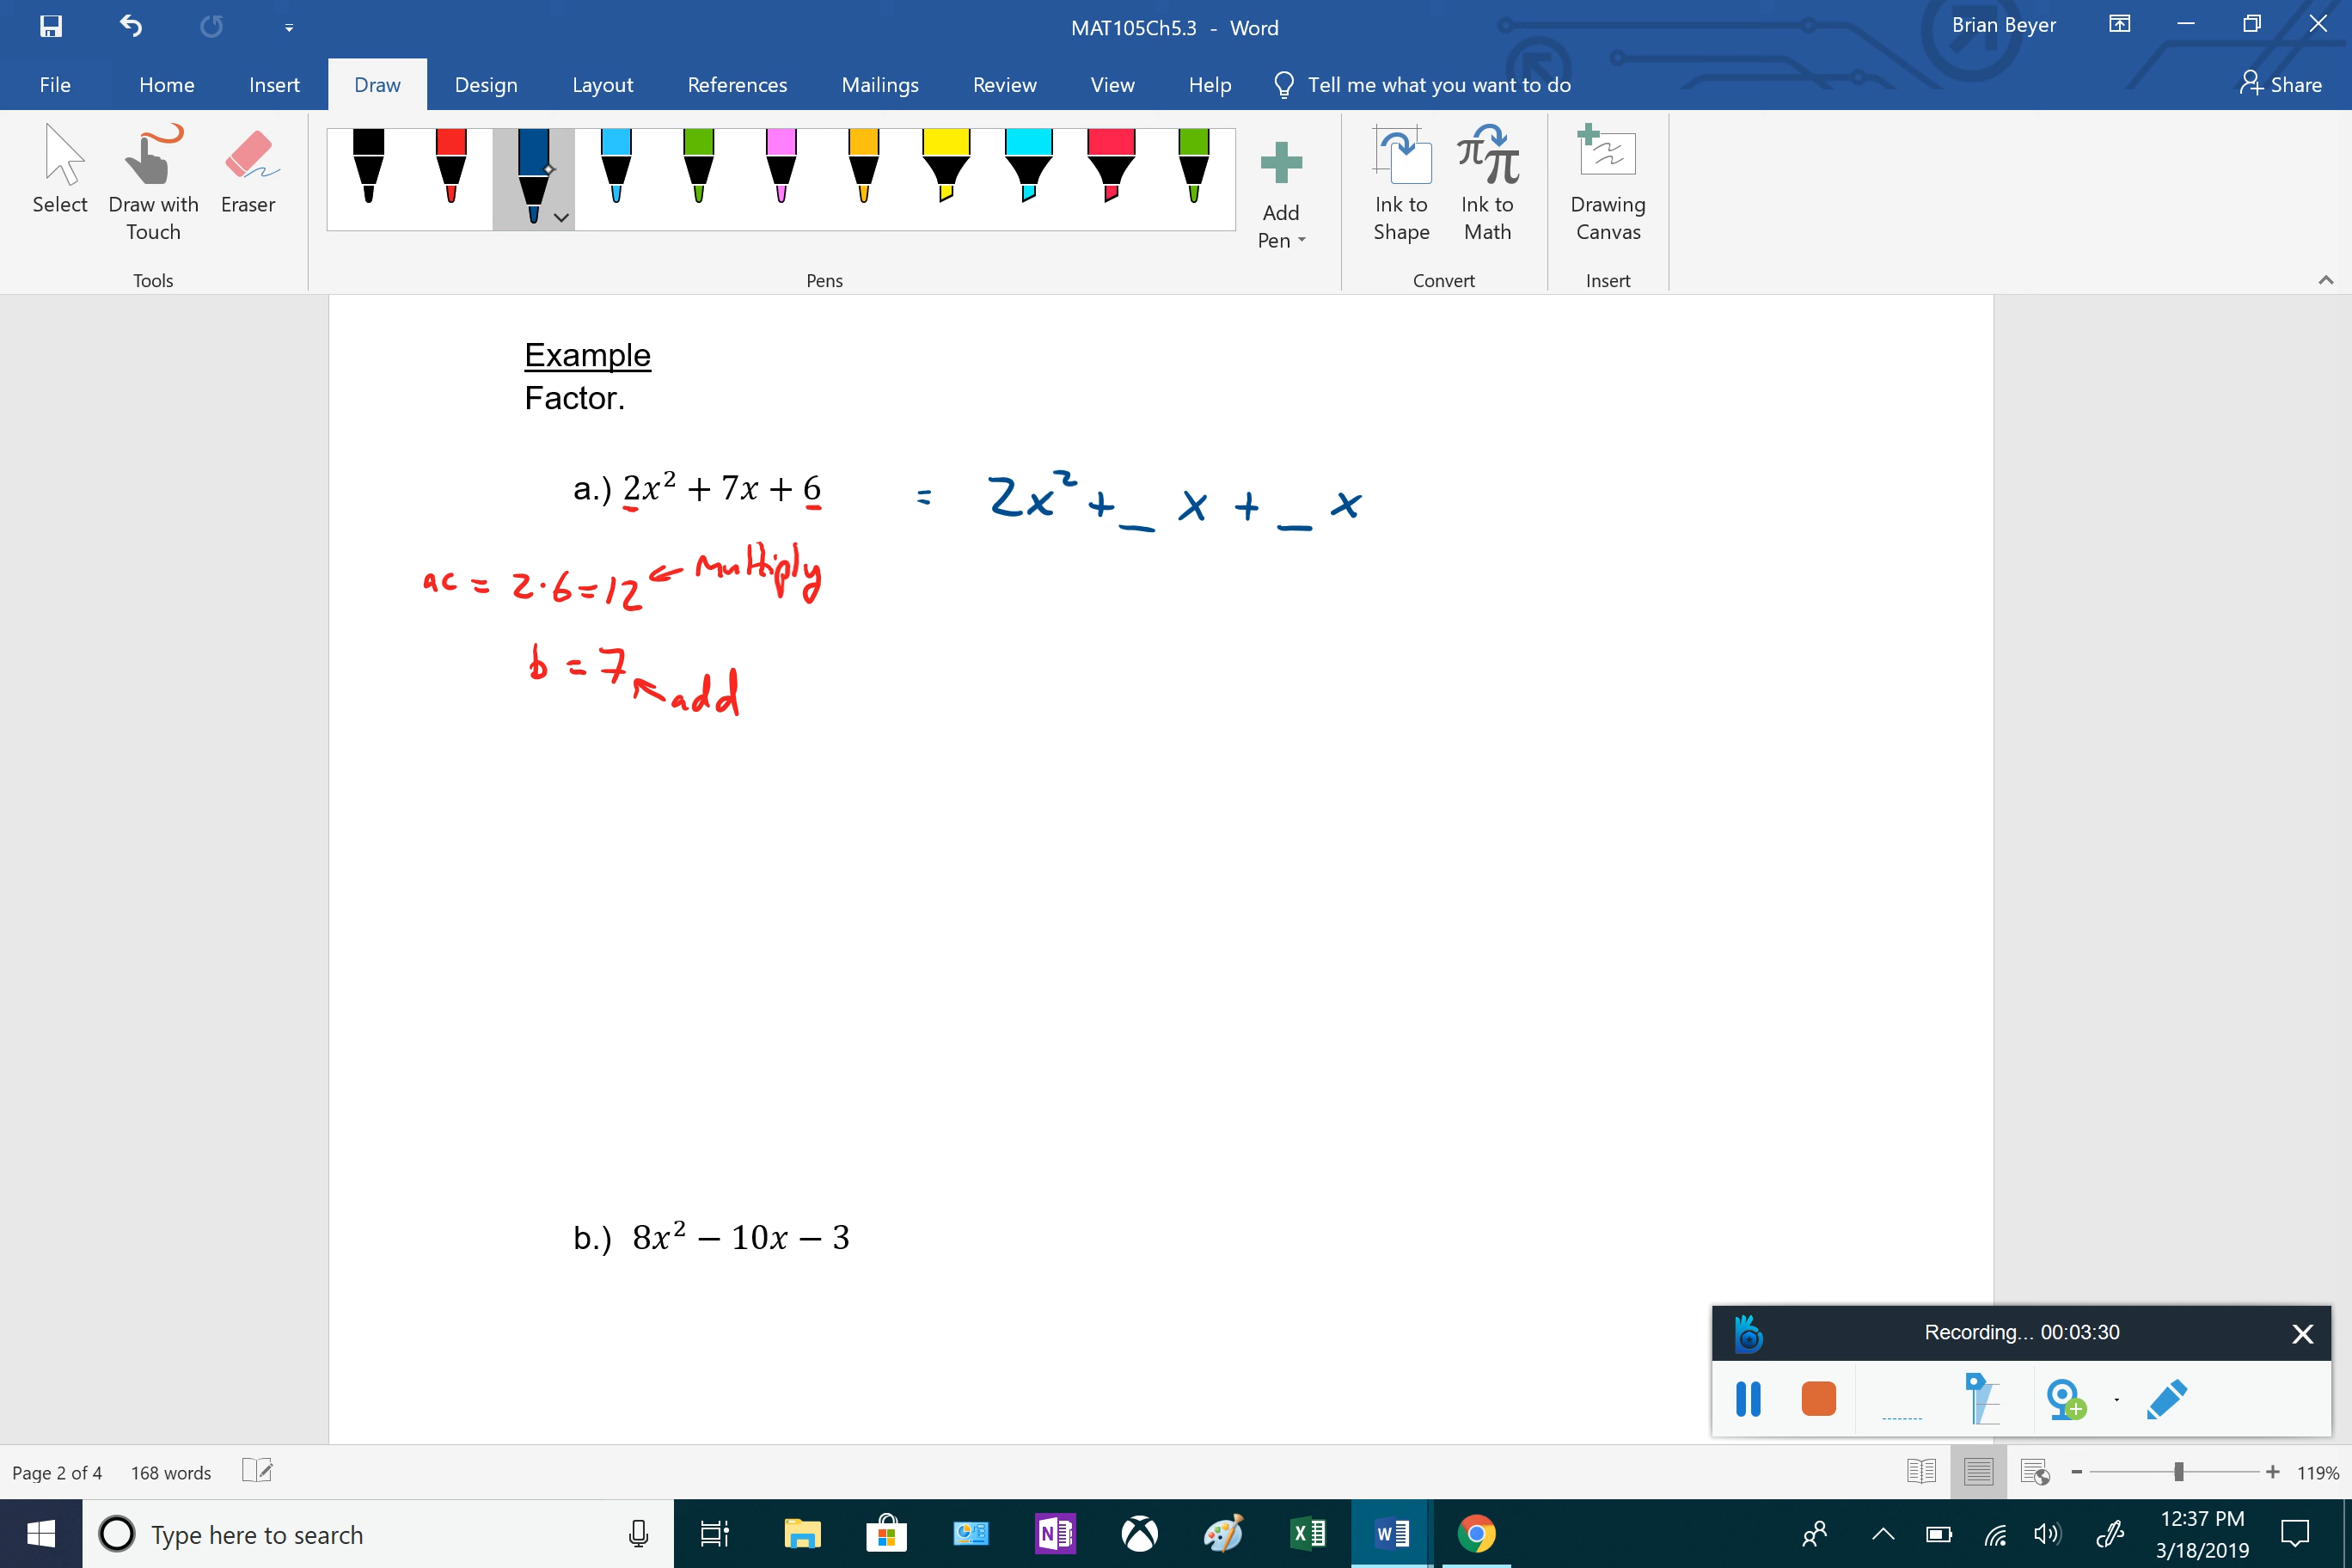 MAT105Ch5.3 - Word
Brian Beyer
File Home Insert Draw Design Layout References Mailings Review View Help Tell me what you want to do Share
Select Draw with Touch Eraser Add Pen Ink to Shape Ink to Math Drawing Canvas
Tools Pens Convert Insert
Example
Factor.
a.) 2x² + 7x + 6 = 2x² + _ x + _ x
ac = 2·6=12 ← multiply
b = 7 ← add
b.) 8x² − 10x − 3
Recording... 00:03:30
Page 2 of 4 168 words 119%
Type here to search
12:37 PM
3/18/2019